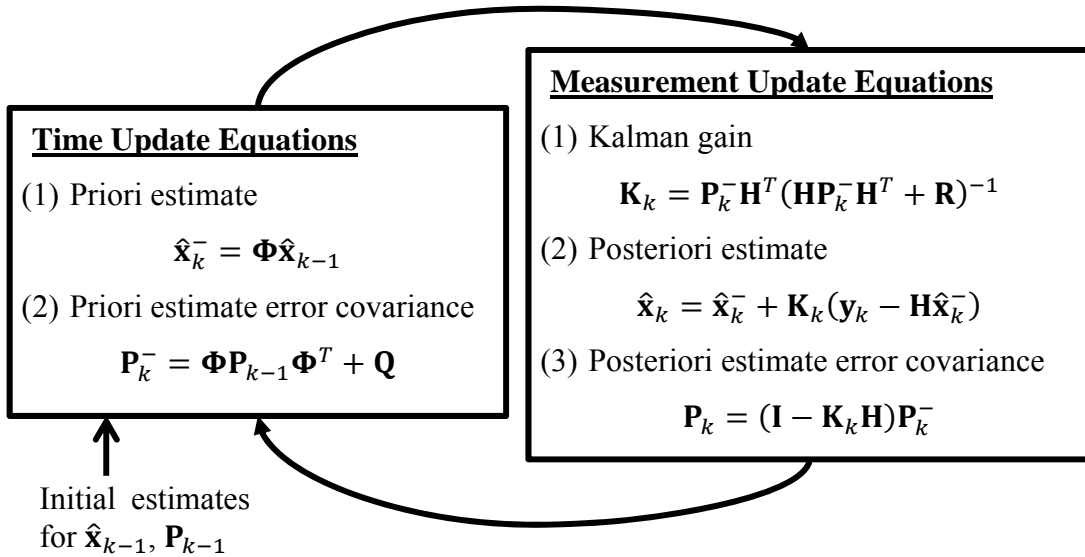 Time Update Equations
(1) Priori estimate
x̂ₖ⁻ = Φx̂ₖ₋₁
(2) Priori estimate error covariance
Pₖ⁻ = ΦPₖ₋₁Φᵀ + Q
Initial estimates
for x̂ₖ₋₁, Pₖ₋₁
Measurement Update Equations
(1) Kalman gain
Kₖ = Pₖ⁻Hᵀ(HPₖ⁻Hᵀ + R)⁻¹
(2) Posteriori estimate
x̂ₖ = x̂ₖ⁻ + Kₖ(yₖ − Hx̂ₖ⁻)
(3) Posteriori estimate error covariance
Pₖ = (I − KₖH)Pₖ⁻